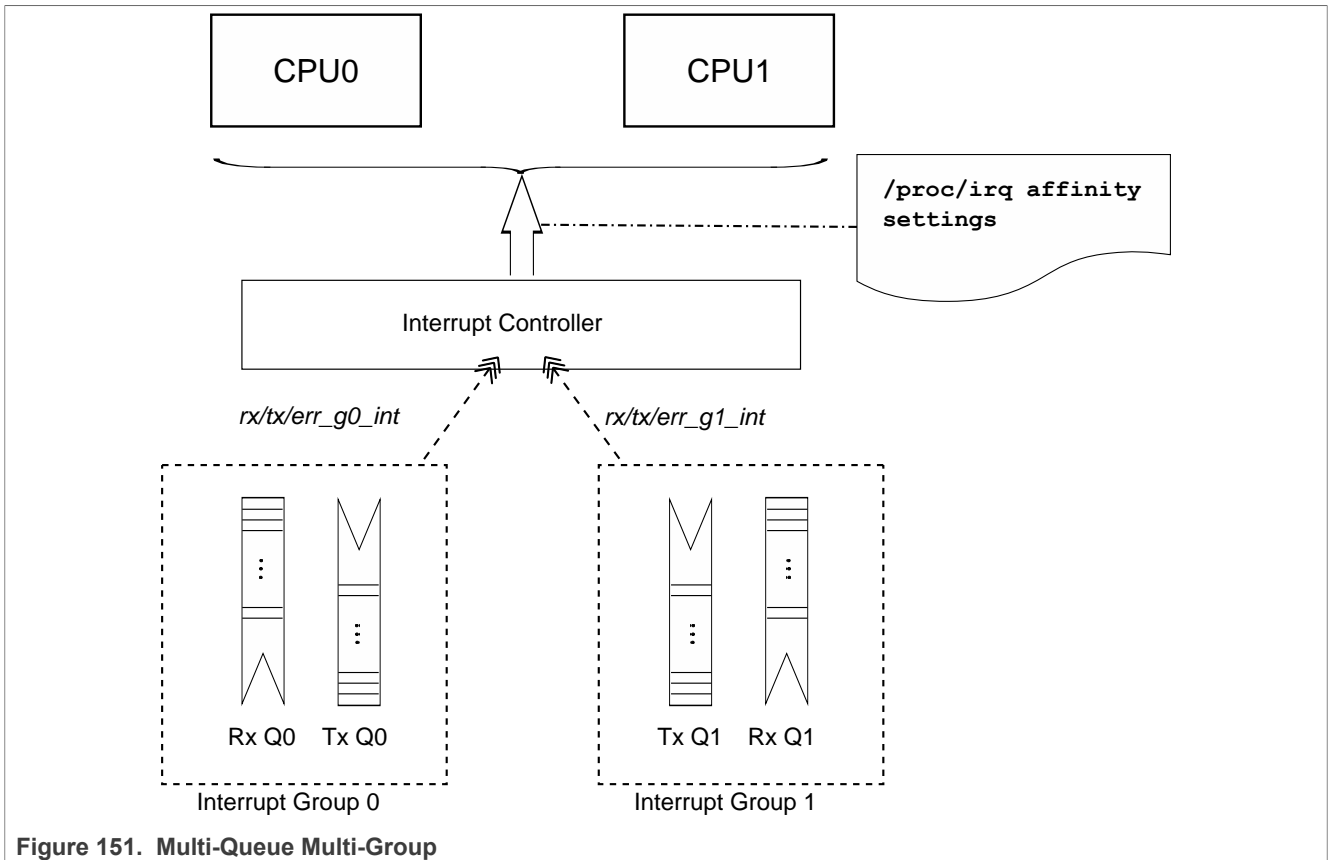 CPU0
CPU1
/proc/irq affinity
settings
Interrupt Controller
rx/tx/err_g0_int
rx/tx/err_g1_int
Rx Q0
Tx Q0
Tx Q1
Rx Q1
Interrupt Group 0
Interrupt Group 1
Figure 151. Multi-Queue Multi-Group